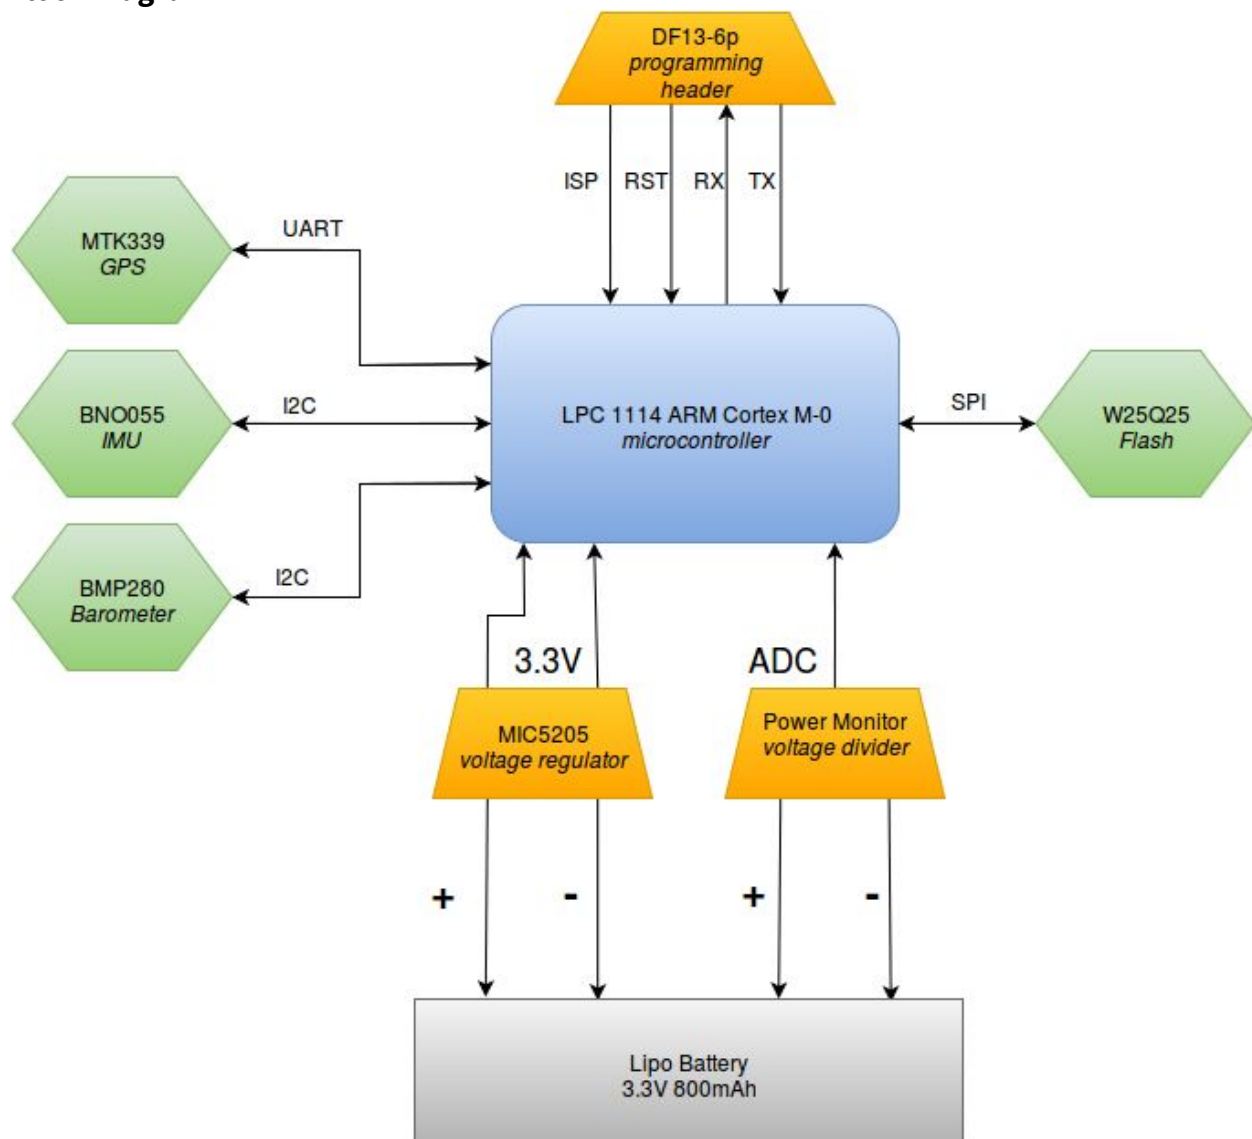 DF13-6p
programming
header
ISP
RST
RX
TX
MTK339
GPS
UART
BNO055
IMU
I2C
LPC 1114 ARM Cortex M-0
microcontroller
SPI
W25Q25
Flash
BMP280
Barometer
I2C
3.3V
ADC
MIC5205
voltage regulator
Power Monitor
voltage divider
+
-
+
-
Lipo Battery
3.3V 800mAh